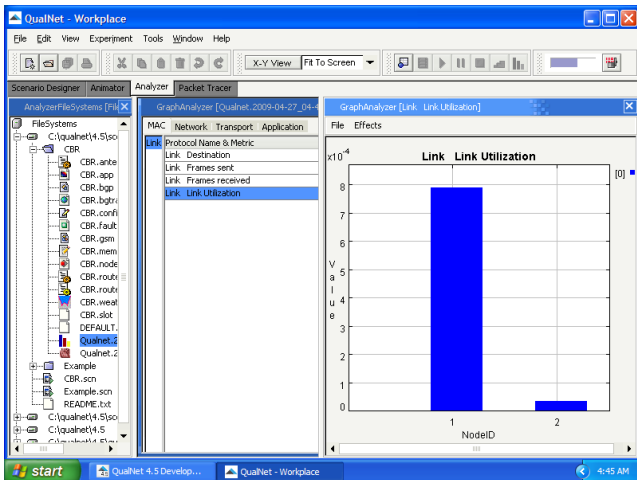 QualNet - Workplace
File Edit View Experiment Tools Window Help
X-Y View Fit To Screen
Scenario Designer Animator Analyzer Packet Tracer
AnalyzerFileSystems [File
FileSystems
C:\qualnet\4.5\sce
CBR
CBR.ante
CBR.app
CBR.bgp
CBR.bgtra
CBR.confi
CBR.fault
CBR.gsm
CBR.mem
CBR.node
CBR.route
CBR.route
CBR.weat
CBR.slot
DEFAULT.
Qualnet.2
Qualnet.2
Example
CBR.scn
Example.scn
README.txt
C:\qualnet\4.5\sce
C:\qualnet\4.5
GraphAnalyzer [Qualnet.2009-04-27_04-4
MAC Network Transport Application
Link
Protocol Name & Metric
Link Destination
Link Frames sent
Link Frames received
Link Link Utilization
GraphAnalyzer [Link Link Utilization]
File Effects
x10-4
Link Link Utilization
[0]
8
7
6
5
4
3
2
1
0
Value
1 2
NodeID
start QualNet 4.5 Develop... QualNet - Workplace 4:45 AM